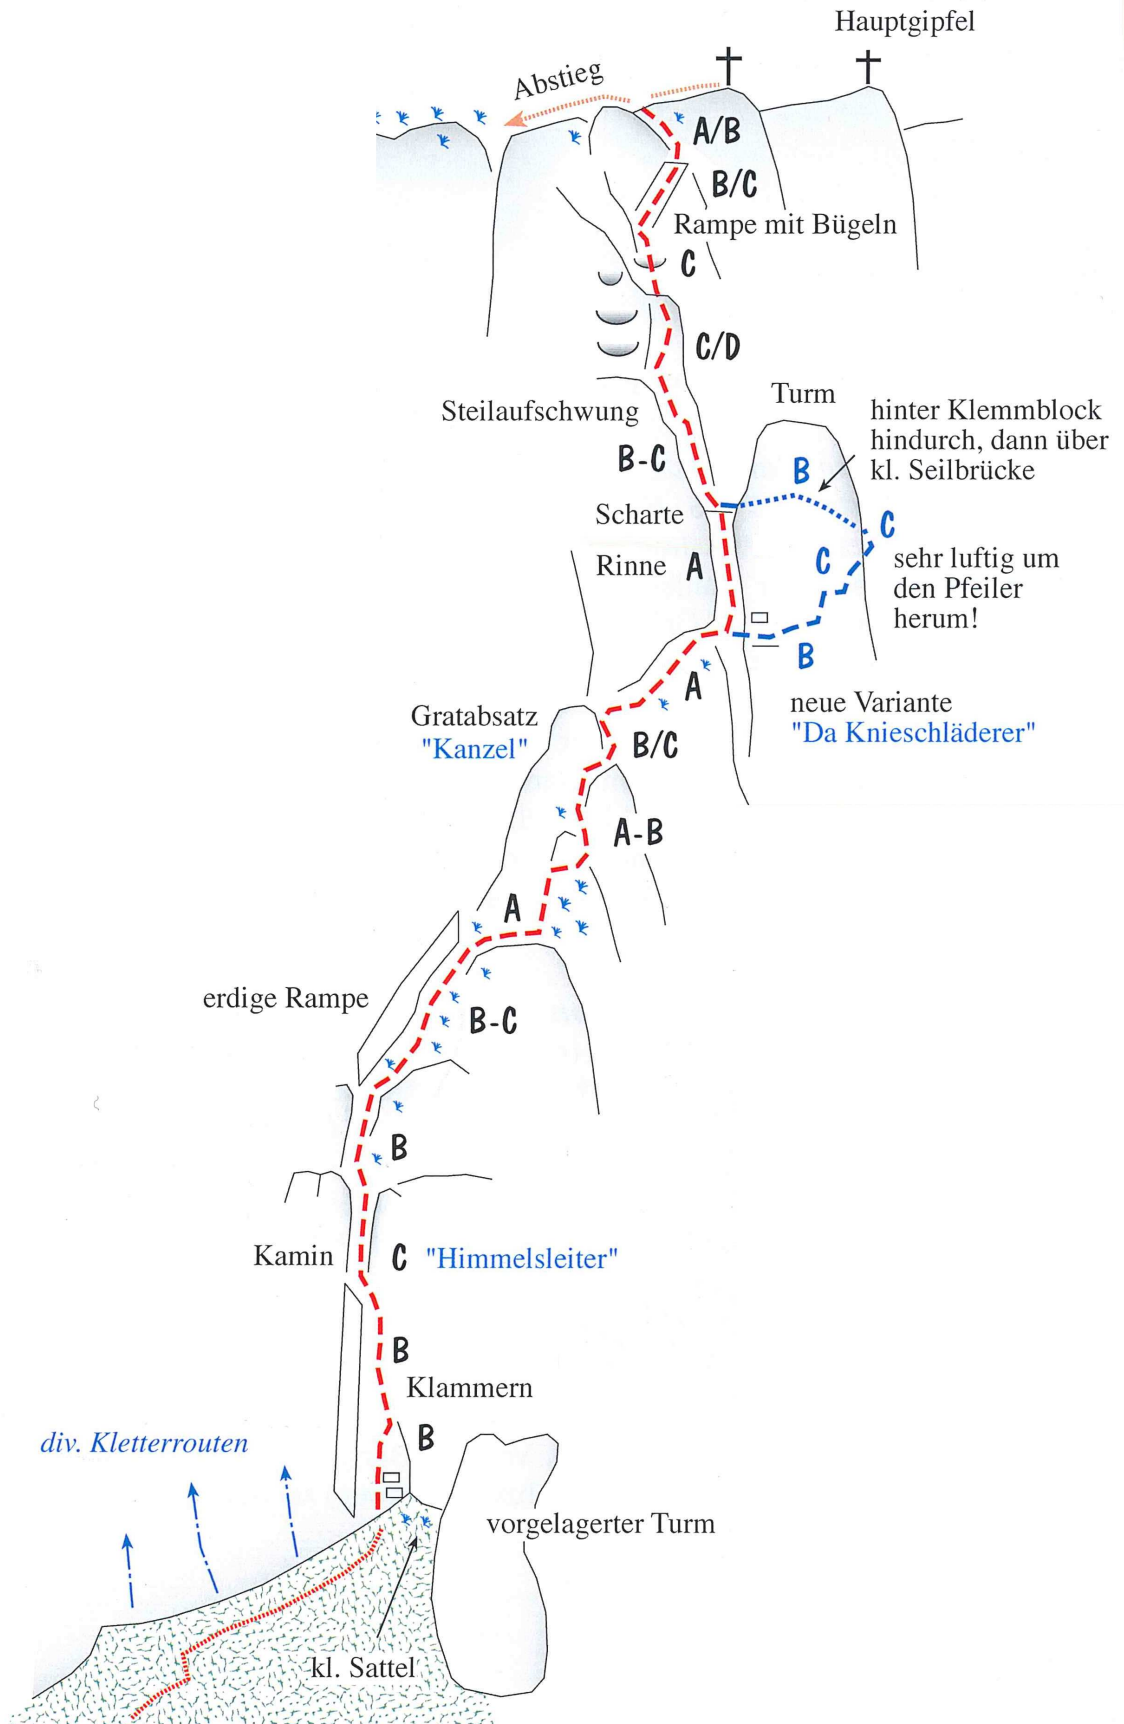 Hauptgipfel
Abstieg
A/B
B/C
Rampe mit Bügeln
C
C/D
Turm
Steilaufschwung
hinter Klemmblock
hindurch, dann über
kl. Seilbrücke
B-C
B
Scharte
C
Rinne
A
C
sehr luftig um
den Pfeiler
herum!
B
A
neue Variante
"Da Knieschläderer"
Gratabsatz
"Kanzel"
B/C
A-B
A
erdige Rampe
B-C
B
Kamin
C
"Himmelsleiter"
B
Klammern
B
div. Kletterrouten
vorgelagerter Turm
kl. Sattel